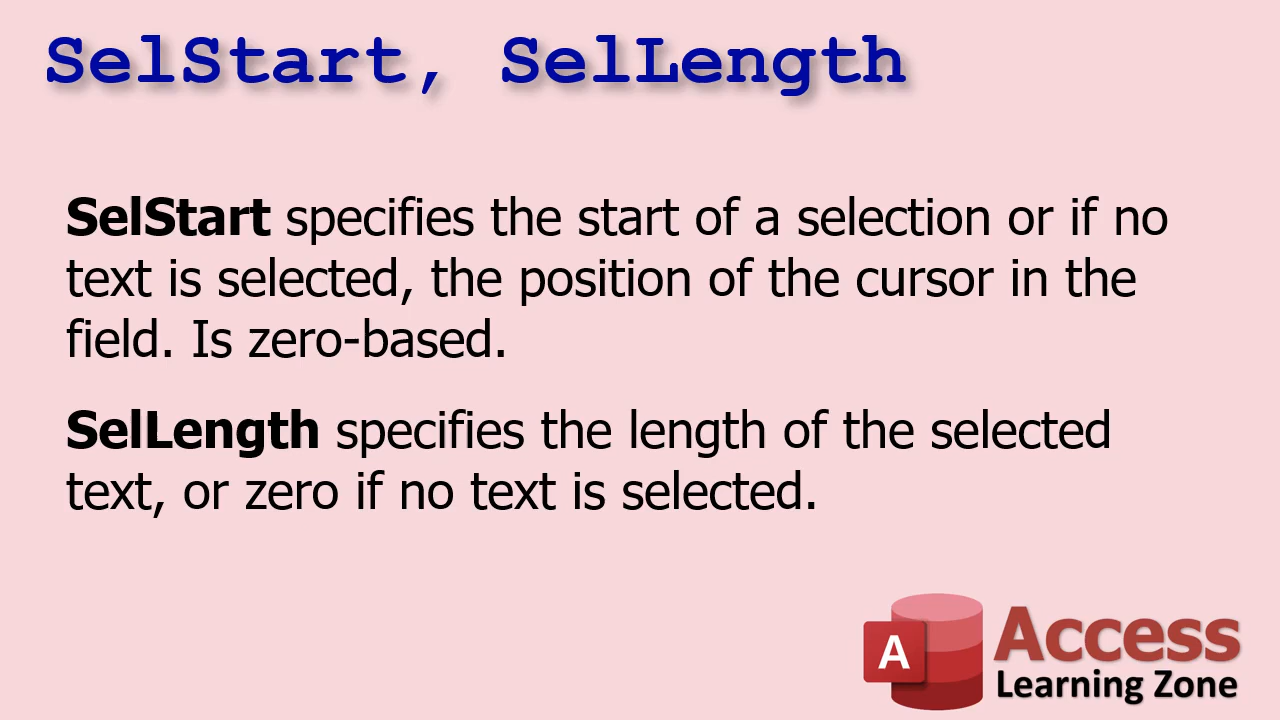 SelStart, SelLength
SelStart specifies the start of a selection or if no
text is selected, the position of the cursor in the
field. Is zero-based.
SelLength specifies the length of the selected
text, or zero if no text is selected.
A
Access
Learning Zone